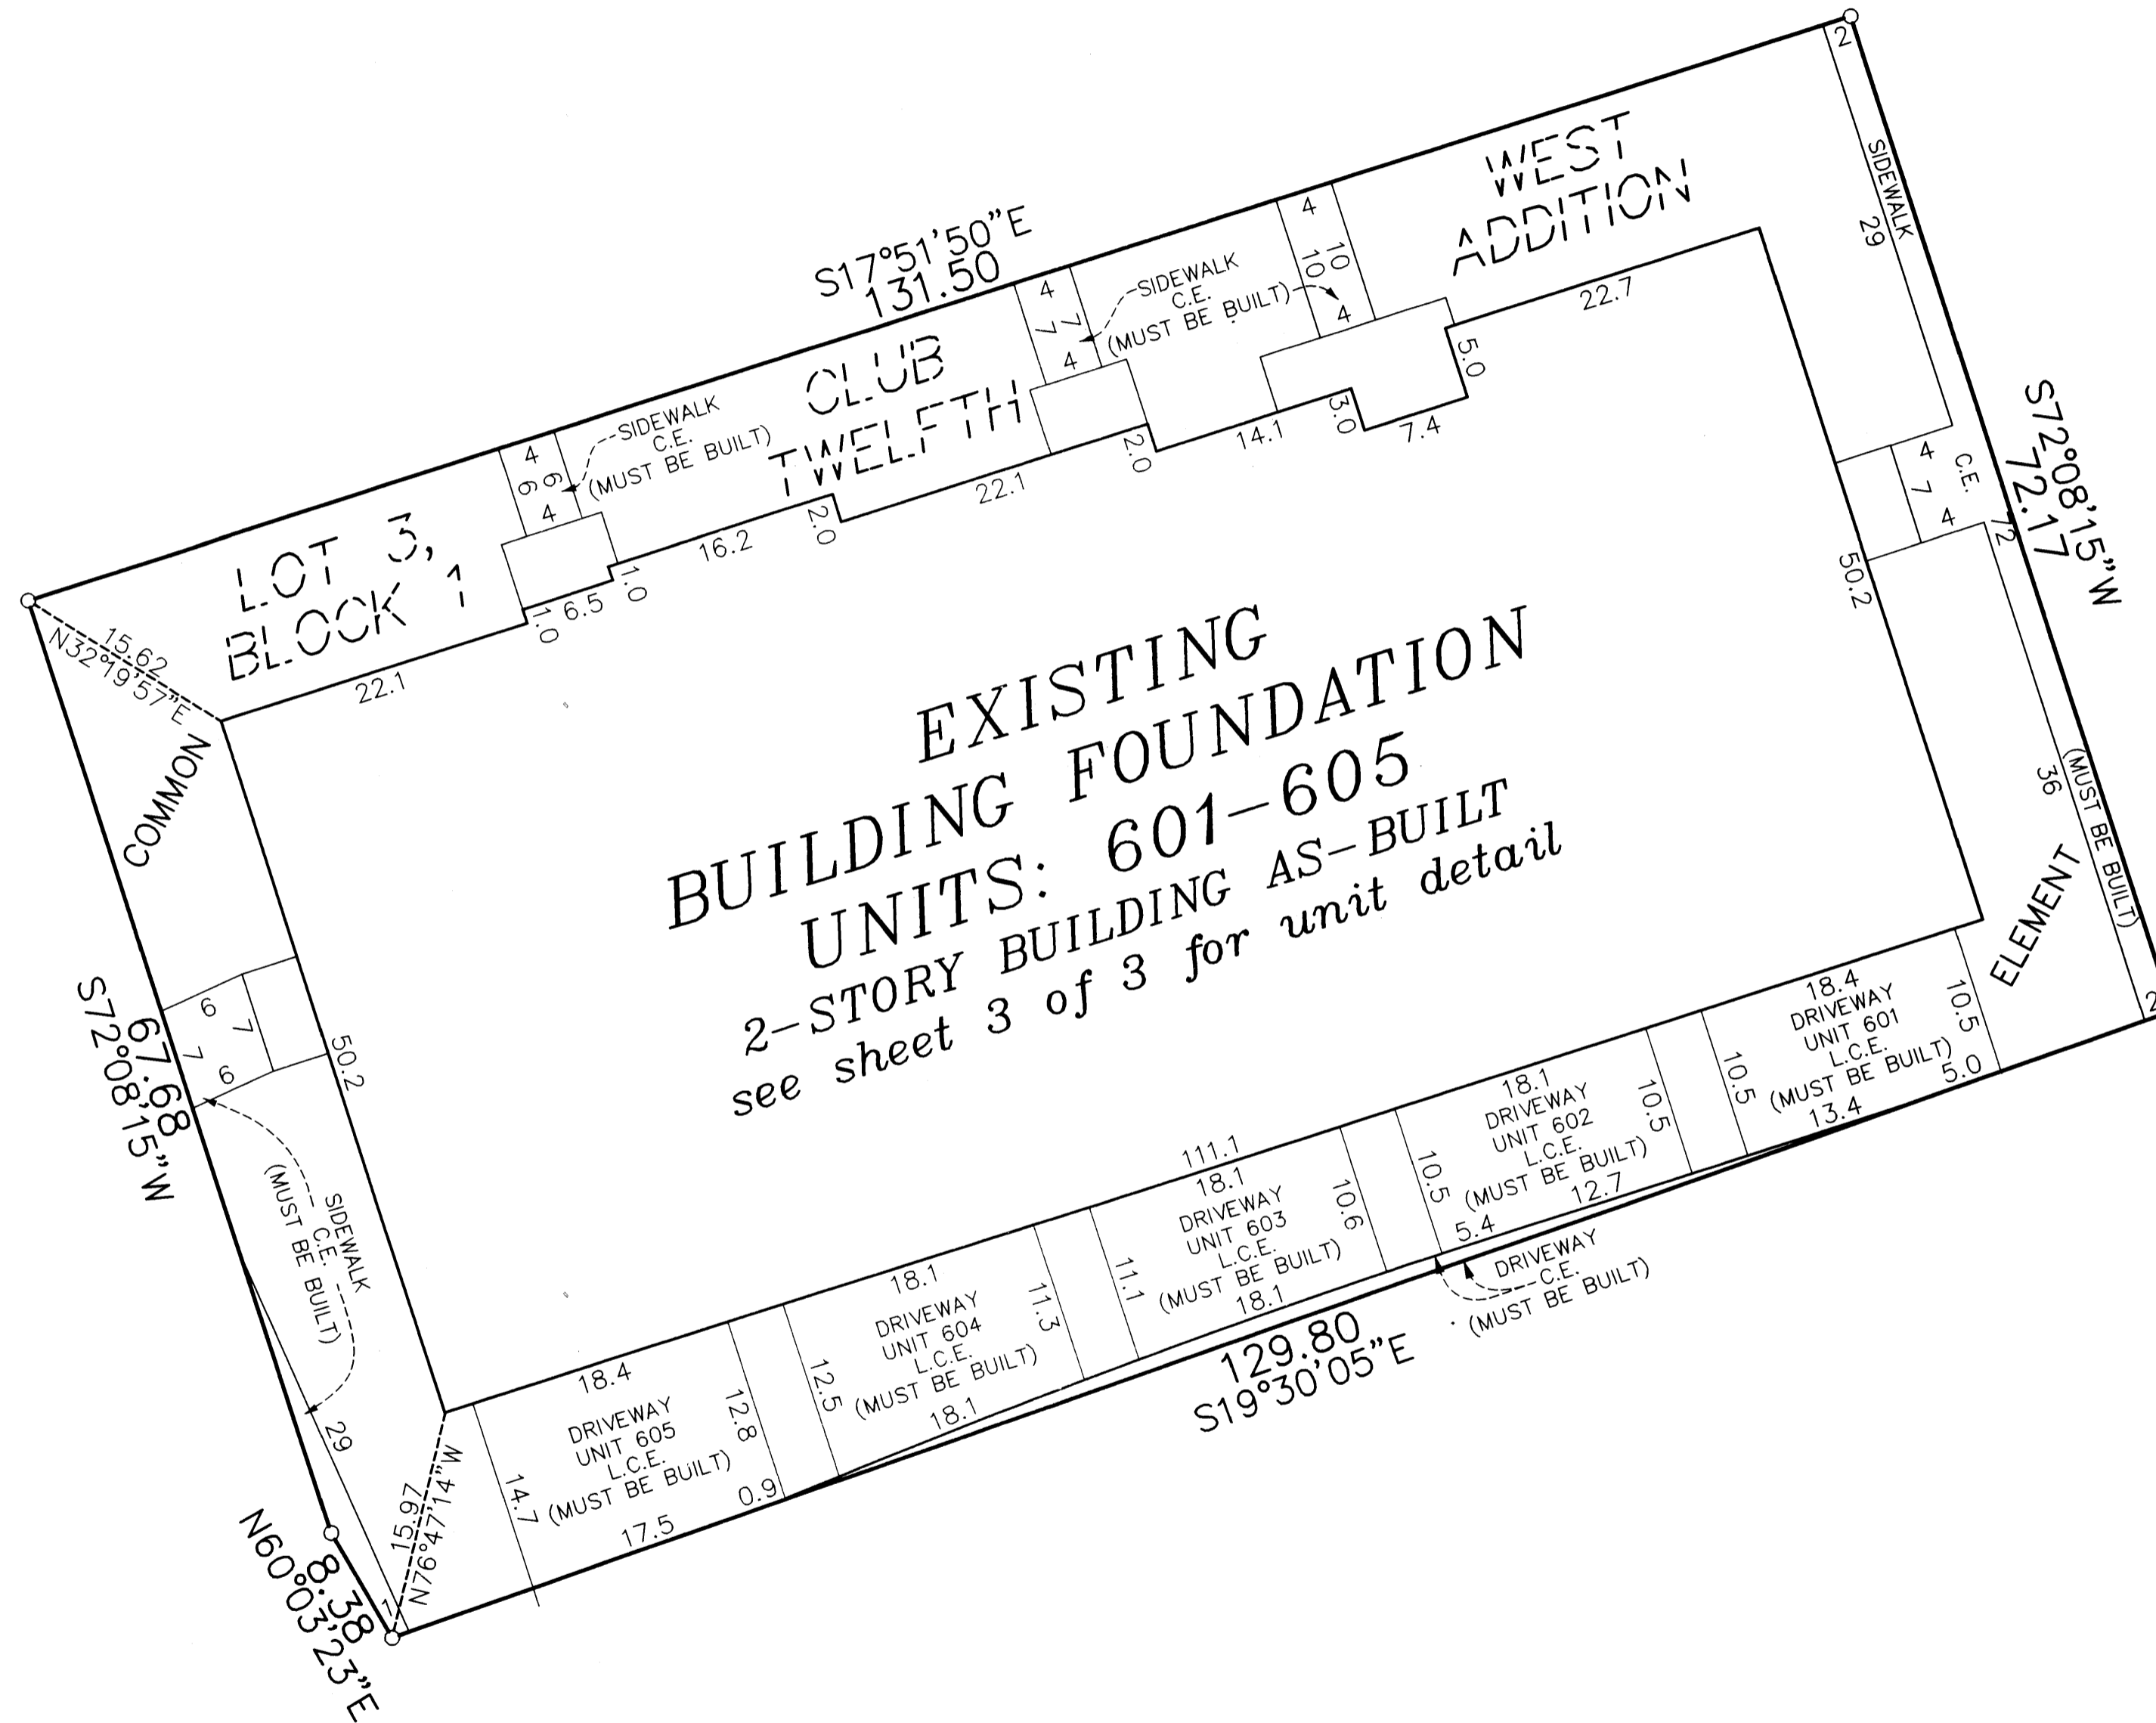 2
SIDEWALK
29
WEST
ADDITION
S17°51'50"E
131.50
4
10
10
4
SIDEWALK
C.E.
(MUST BE BUILT)
4
7
7
4
22.7
5.0
CLUB
TWELFTH
SIDEWALK
C.E.
(MUST BE BUILT)
4
9
9
4
LOT 3,
BLOCK 1
3.0
7.4
14.1
2.0
22.1
2.0
16.2
1.0
6.5
1.0
22.1
15.62
N32°19'57"E
COMMON
S72°08'15"W
72.17
4
7
4
C.E.
72
50.2
36
(MUST BE BUILT)
ELEMENT
2
EXISTING
BUILDING FOUNDATION
UNITS: 601-605
2-STORY BUILDING AS-BUILT
see sheet 3 of 3 for unit detail
67.68
S72°08'15"W
6
7
7
6
50.2
SIDEWALK
C.E.
(MUST BE BUILT)
29
111.1
18.4
DRIVEWAY
UNIT 601
L.C.E.
(MUST BE BUILT)
10.5
10.5
5.0
13.4
18.1
DRIVEWAY
UNIT 602
L.C.E.
(MUST BE BUILT)
10.5
10.5
12.7
5.4
18.1
DRIVEWAY
UNIT 603
L.C.E.
(MUST BE BUILT)
10.6
11.1
18.1
18.1
DRIVEWAY
UNIT 604
L.C.E.
(MUST BE BUILT)
11.3
12.5
18.1
18.4
DRIVEWAY
UNIT 605
L.C.E.
(MUST BE BUILT)
12.8
14.7
0.9
17.5
DRIVEWAY
C.E.
(MUST BE BUILT)
129.80
S19°30'05"E
15.97
N76°47'14"W
1
8.38
N60°03'23"E